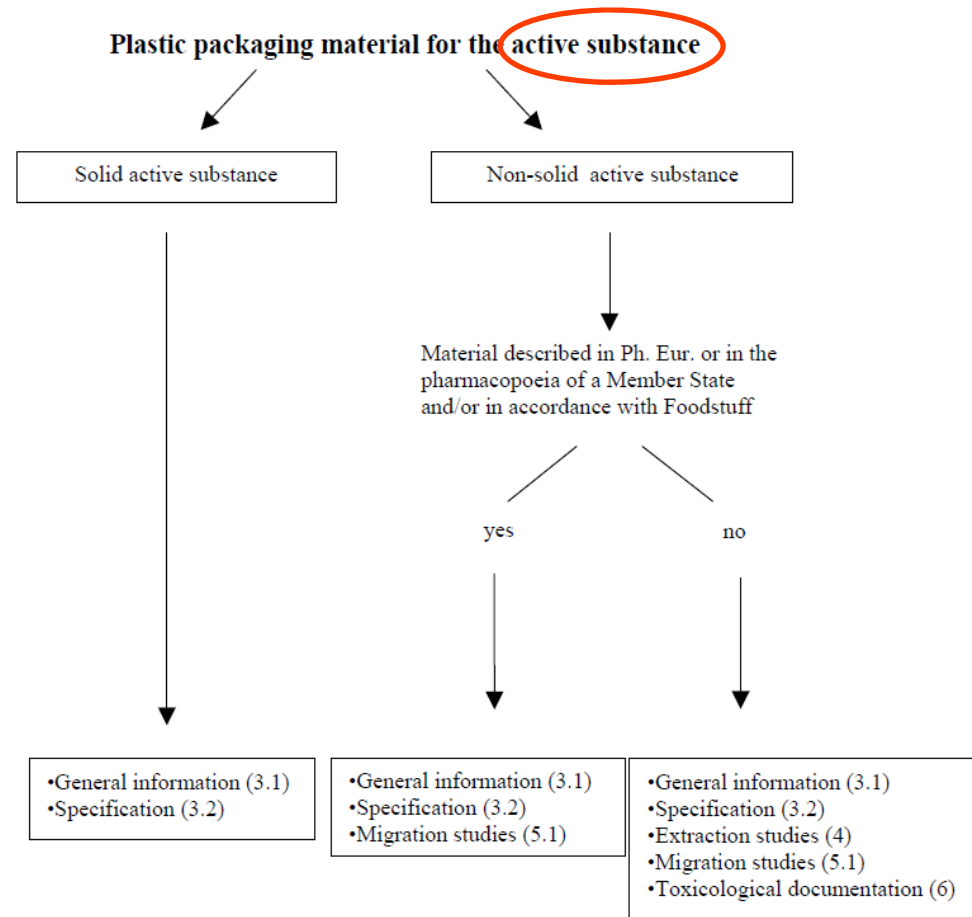 Plastic packaging material for the active substance
Solid active substance
Non-solid active substance
Material described in Ph. Eur. or in the
pharmacopoeia of a Member State
and/or in accordance with Foodstuff
yes
no
•General information (3.1)
•Specification (3.2)
•General information (3.1)
•Specification (3.2)
•Migration studies (5.1)
•General information (3.1)
•Specification (3.2)
•Extraction studies (4)
•Migration studies (5.1)
•Toxicological documentation (6)